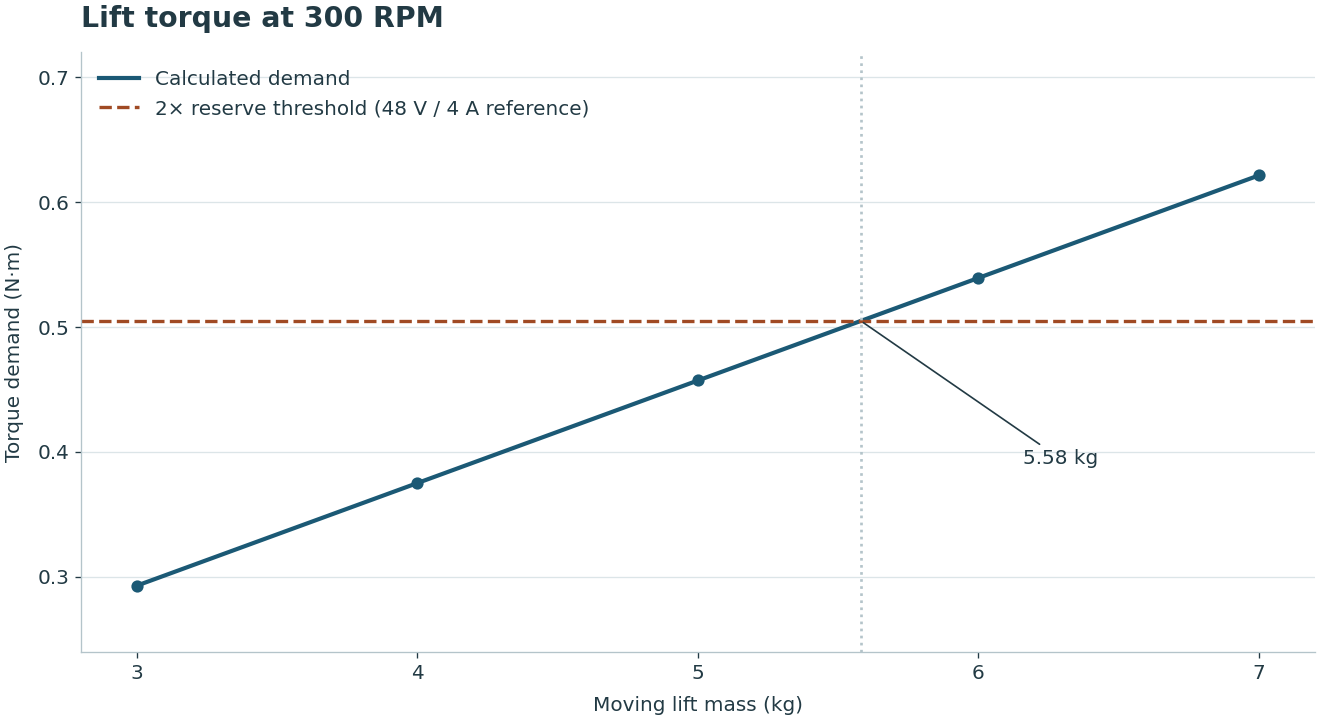 Lift torque at 300 RPM
Calculated demand
2× reserve threshold (48 V / 4 A reference)
Torque demand (N·m)
0.7
0.6
0.5
0.4
0.3
5.58 kg
3 4 5 6 7
Moving lift mass (kg)